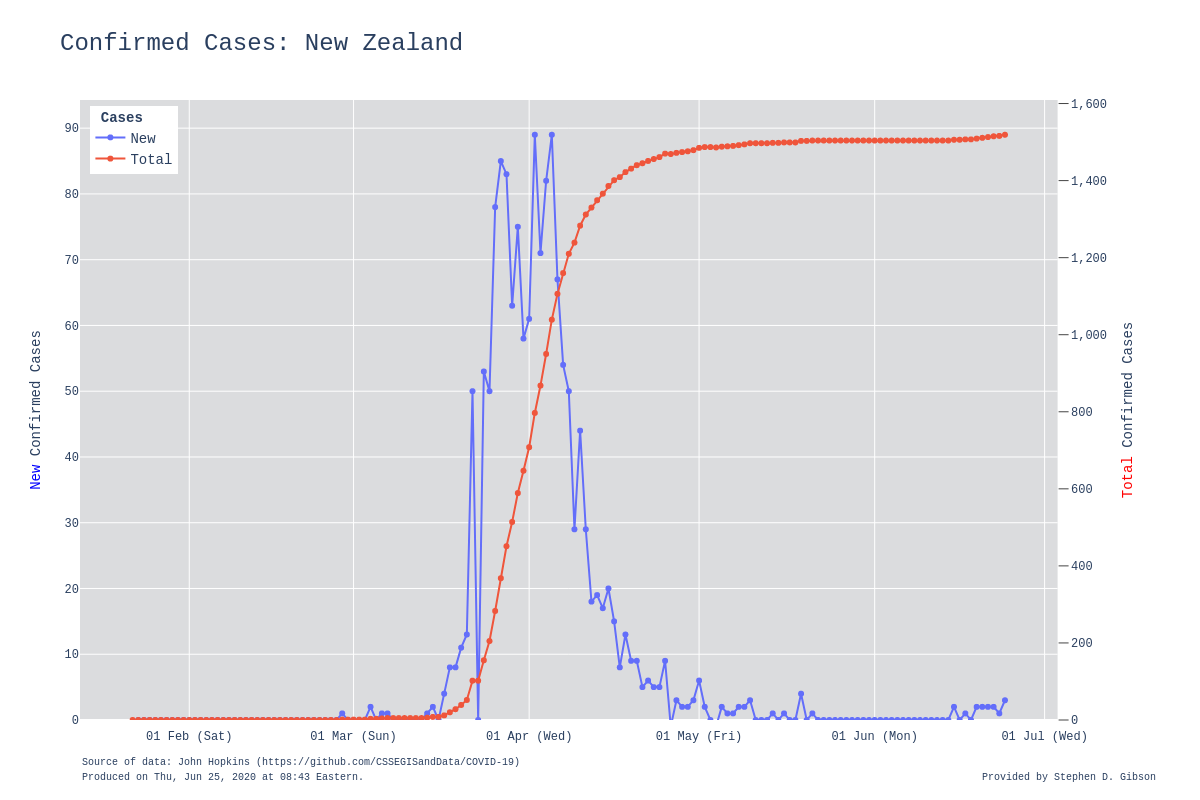 Confirmed Cases: New Zealand
Cases
New
Total
90
80
70
60
50
40
30
20
10
0
1,600
1,400
1,200
1,000
800
600
400
200
0
New Confirmed Cases
Total Confirmed Cases
01 Feb (Sat)
01 Mar (Sun)
01 Apr (Wed)
01 May (Fri)
01 Jun (Mon)
01 Jul (Wed)
Source of data: John Hopkins (https://github.com/CSSEGISandData/COVID-19)
Produced on Thu, Jun 25, 2020 at 08:43 Eastern.
Provided by Stephen D. Gibson